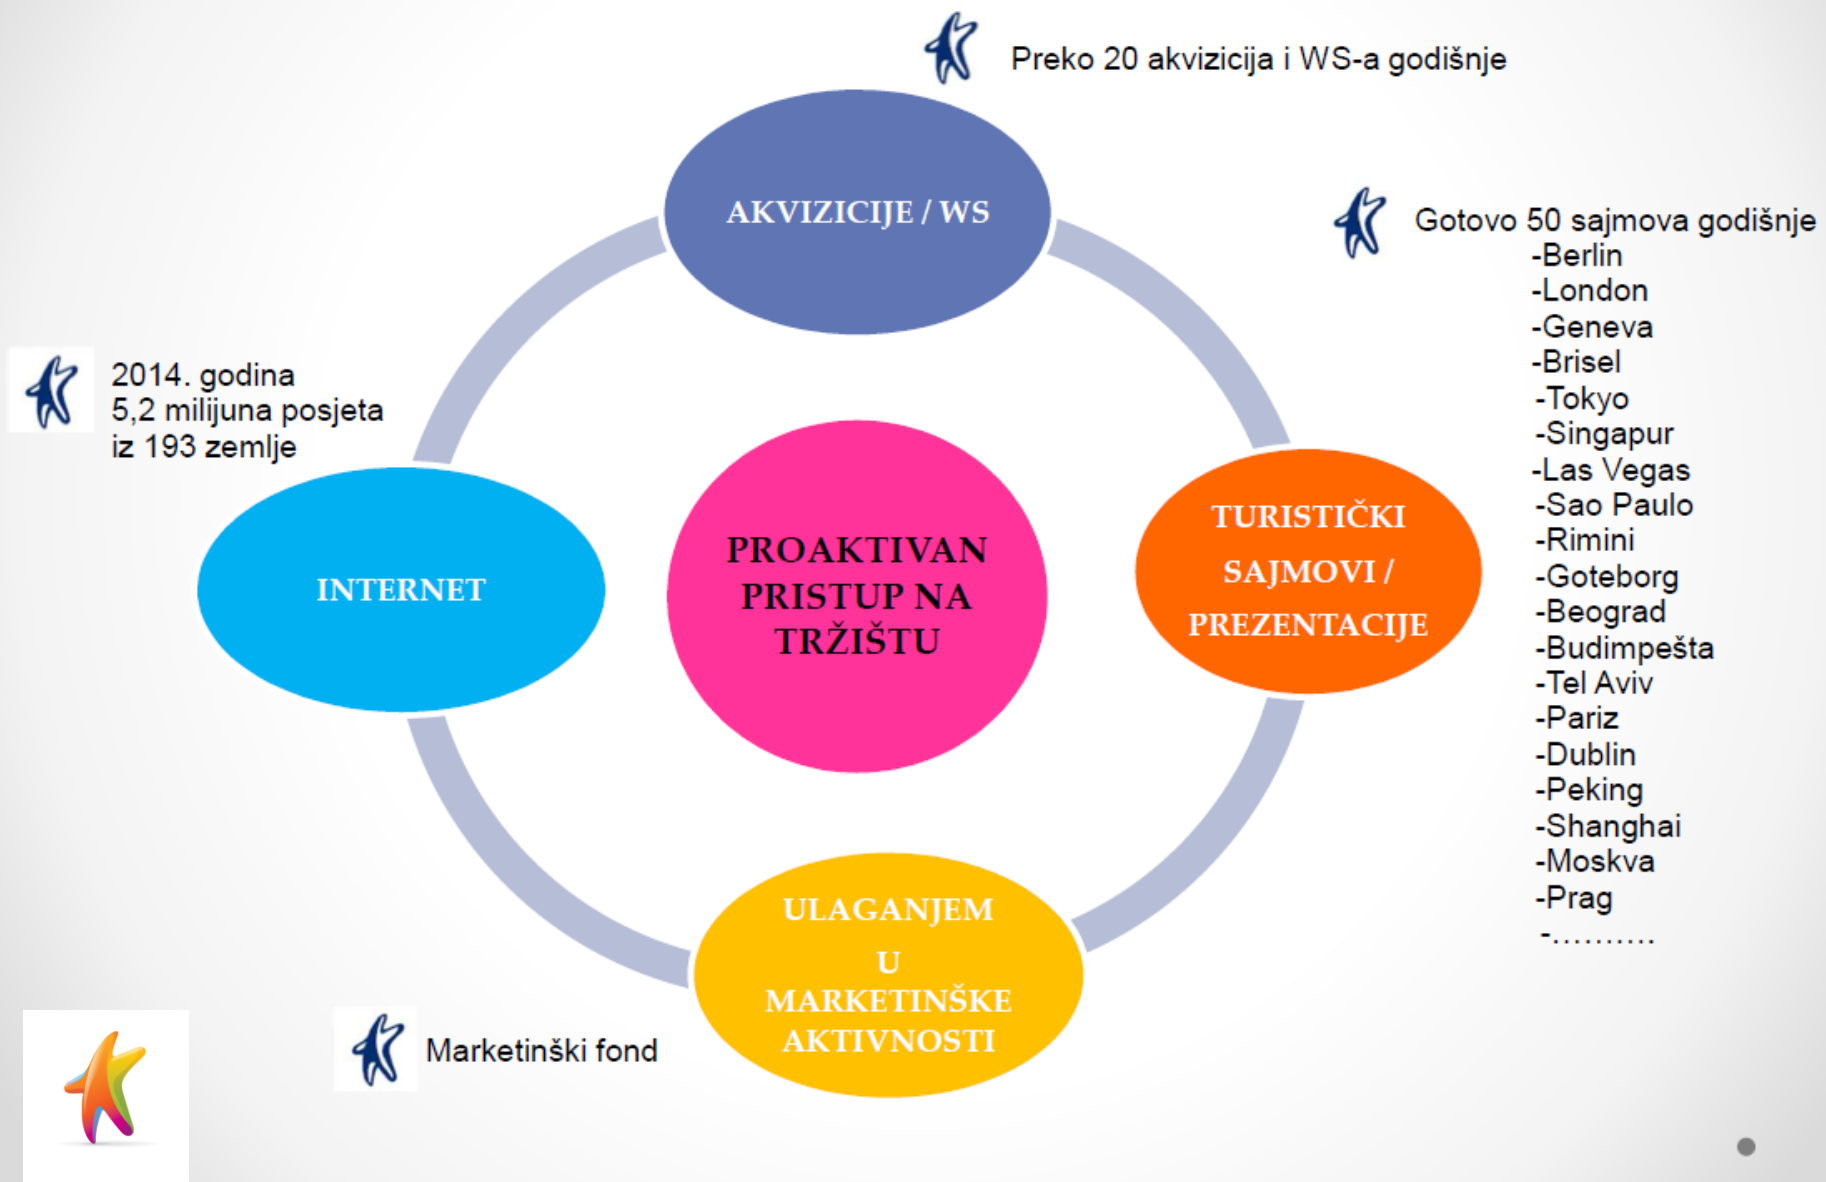 Preko 20 akvizicija i WS-a godišnje
AKVIZICIJE / WS
Gotovo 50 sajmova godišnje
-Berlin
-London
-Geneva
-Brisel
-Tokyo
-Singapur
-Las Vegas
-Sao Paulo
-Rimini
-Goteborg
-Beograd
-Budimpešta
-Tel Aviv
-Pariz
-Dublin
-Peking
-Shanghai
-Moskva
-Prag
-..........
2014. godina
5,2 milijuna posjeta
iz 193 zemlje
INTERNET
PROAKTIVAN
PRISTUP NA
TRŽIŠTU
TURISTIČKI
SAJMOVI /
PREZENTACIJE
ULAGANJEM
U
MARKETINŠKE
AKTIVNOSTI
Marketinški fond